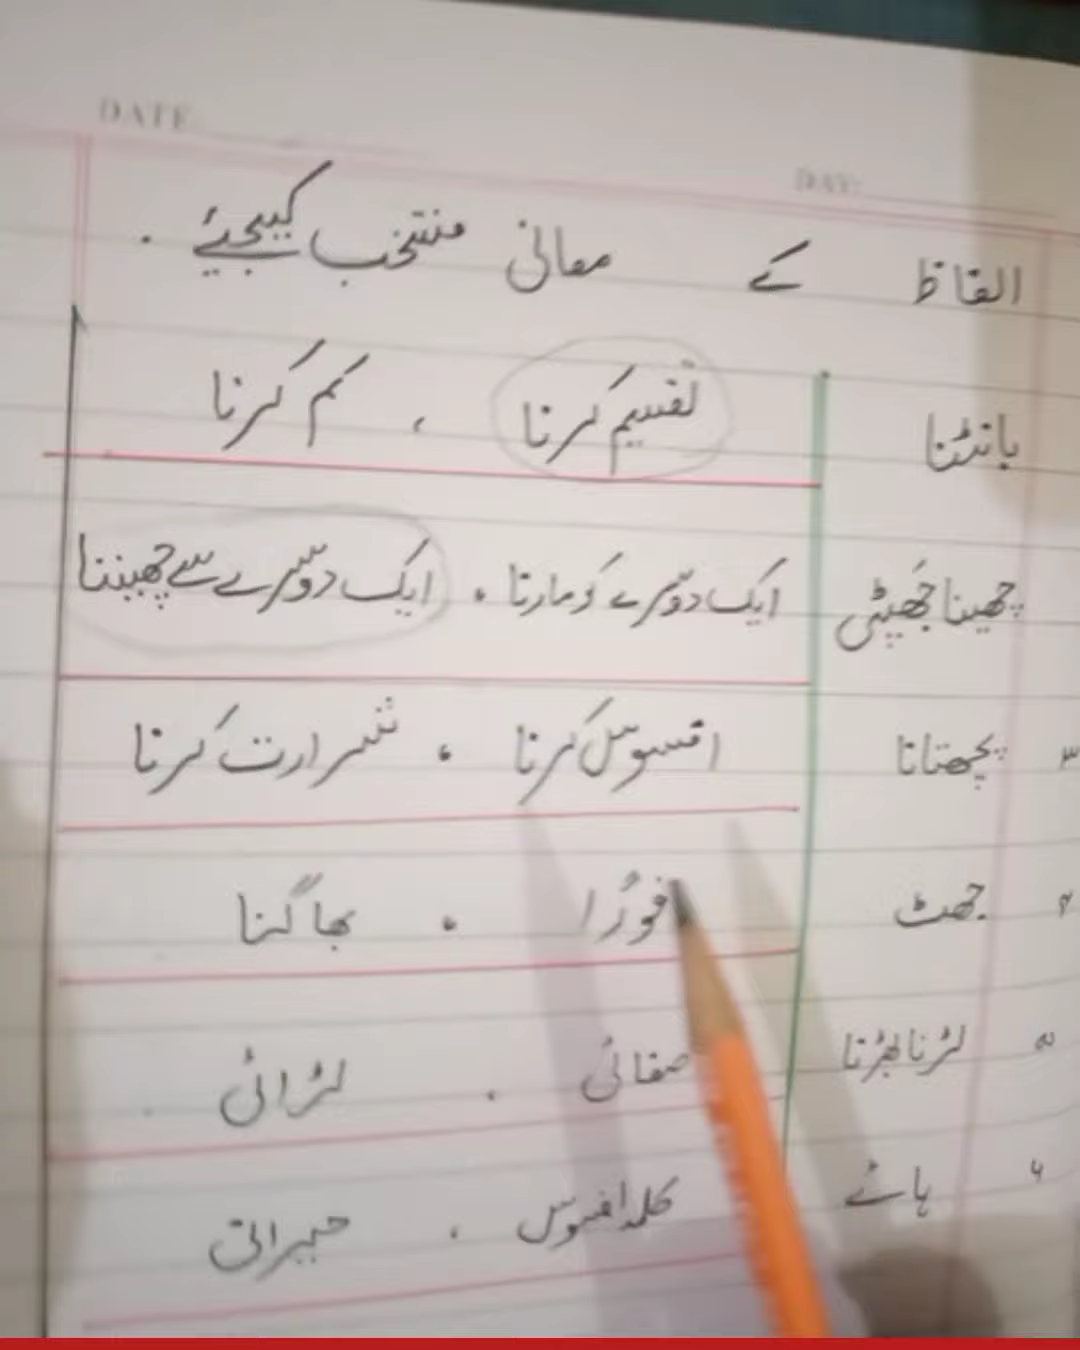 DATE:
DAY:
الفاظ کے معانی منتخب کیجیئے .
بانٹنا تقسیم کرنا ، کم کرنا
چھینا جَھپٹی ایک دوسرے کو مارنا ، ایک دوسرے سے چھیننا
۳ پچھتانا افسوس کرنا ، شرارت کرنا
۴ جھٹ فوراً ، بھاگنا
۵ لڑنا بھڑنا صفائی . لڑائی
۶ ہائے کلمہ افسوس . حیرانی